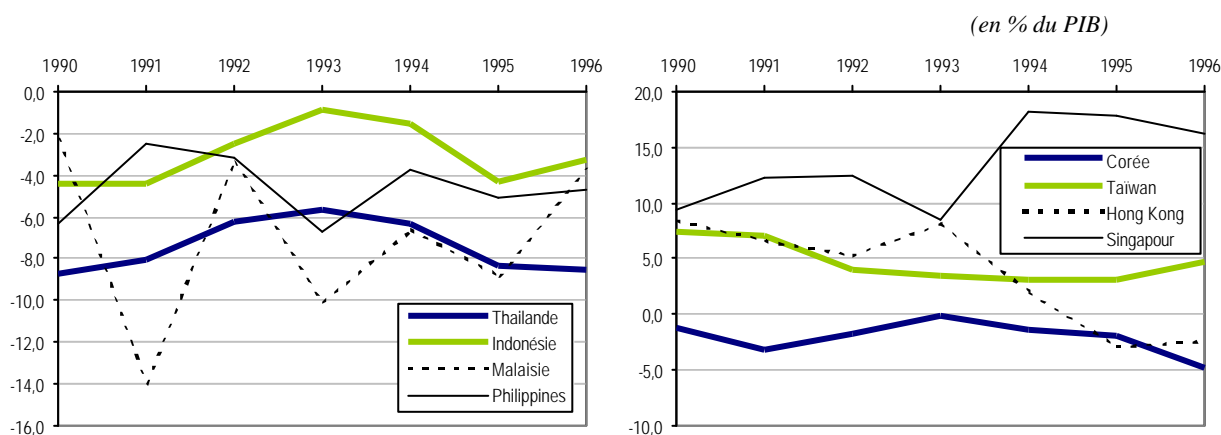 (en % du PIB)
1990 1991 1992 1993 1994 1995 1996
0,0
-2,0
-4,0
-6,0
-8,0
-10,0
-12,0
-14,0
-16,0
Thailande
Indonésie
Malaisie
Philippines
1990 1991 1992 1993 1994 1995 1996
20,0
15,0
10,0
5,0
0,0
-5,0
-10,0
Corée
Taïwan
Hong Kong
Singapour